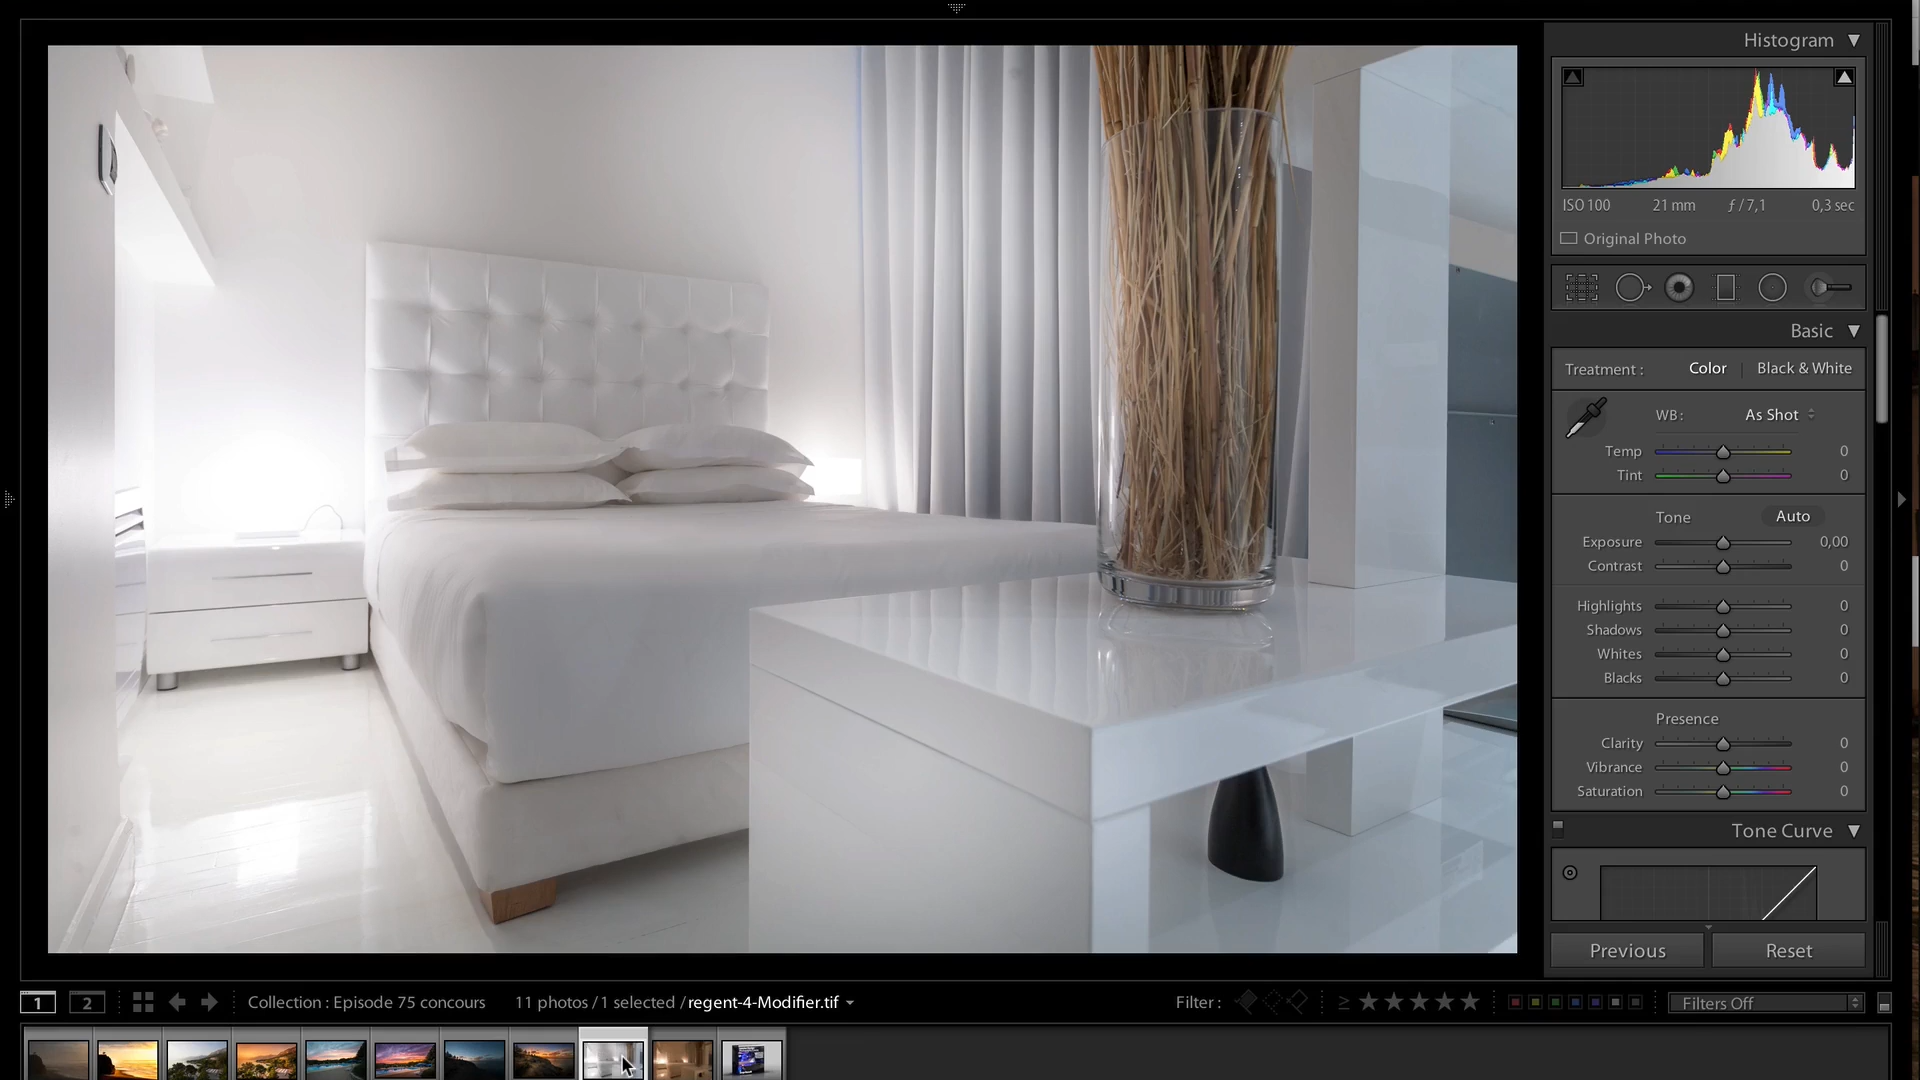 Histogram
ISO 100 21 mm ƒ / 7,1 0,3 sec
Original Photo
Basic
Treatment : Color Black & White
WB : As Shot
Temp 0
Tint 0
Tone Auto
Exposure 0,00
Contrast 0
Highlights 0
Shadows 0
Whites 0
Blacks 0
Presence
Clarity 0
Vibrance 0
Saturation 0
Tone Curve
Previous Reset
1 2 Collection : Episode 75 concours 11 photos / 1 selected / regent-4-Modifier.tif Filter : ≥ Filters Off